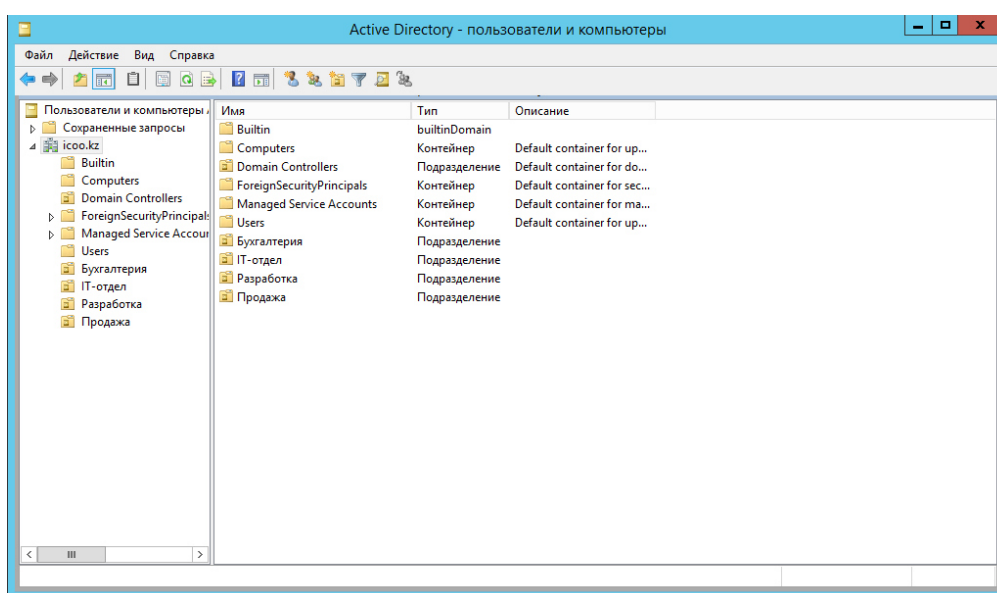 Active Directory - пользователи и компьютеры
Файл Действие Вид Справка
Пользователи и компьютеры
Сохраненные запросы
icoo.kz
Builtin
Computers
Domain Controllers
ForeignSecurityPrincipals
Managed Service Accour
Users
Бухгалтерия
IT-отдел
Разработка
Продажа
Имя Тип Описание
Builtin builtinDomain
Computers Контейнер Default container for up...
Domain Controllers Подразделение Default container for do...
ForeignSecurityPrincipals Контейнер Default container for sec...
Managed Service Accounts Контейнер Default container for ma...
Users Контейнер Default container for up...
Бухгалтерия Подразделение
IT-отдел Подразделение
Разработка Подразделение
Продажа Подразделение